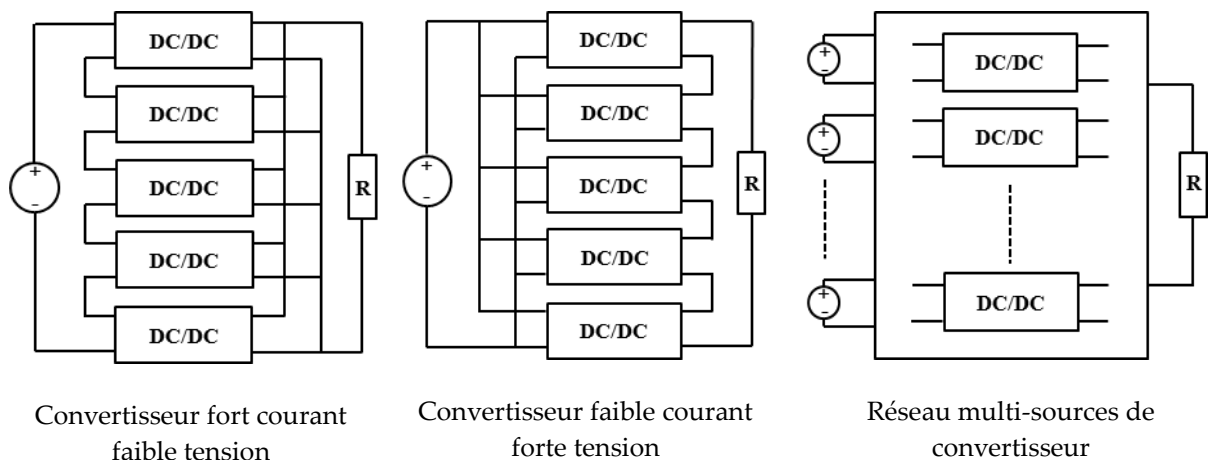 DC/DC
DC/DC
DC/DC
DC/DC
DC/DC
+
-
R
Convertisseur fort courant
faible tension
DC/DC
DC/DC
DC/DC
DC/DC
DC/DC
+
-
R
Convertisseur faible courant
forte tension
+
-
+
-
+
-
DC/DC
DC/DC
DC/DC
R
Réseau multi-sources de
convertisseur